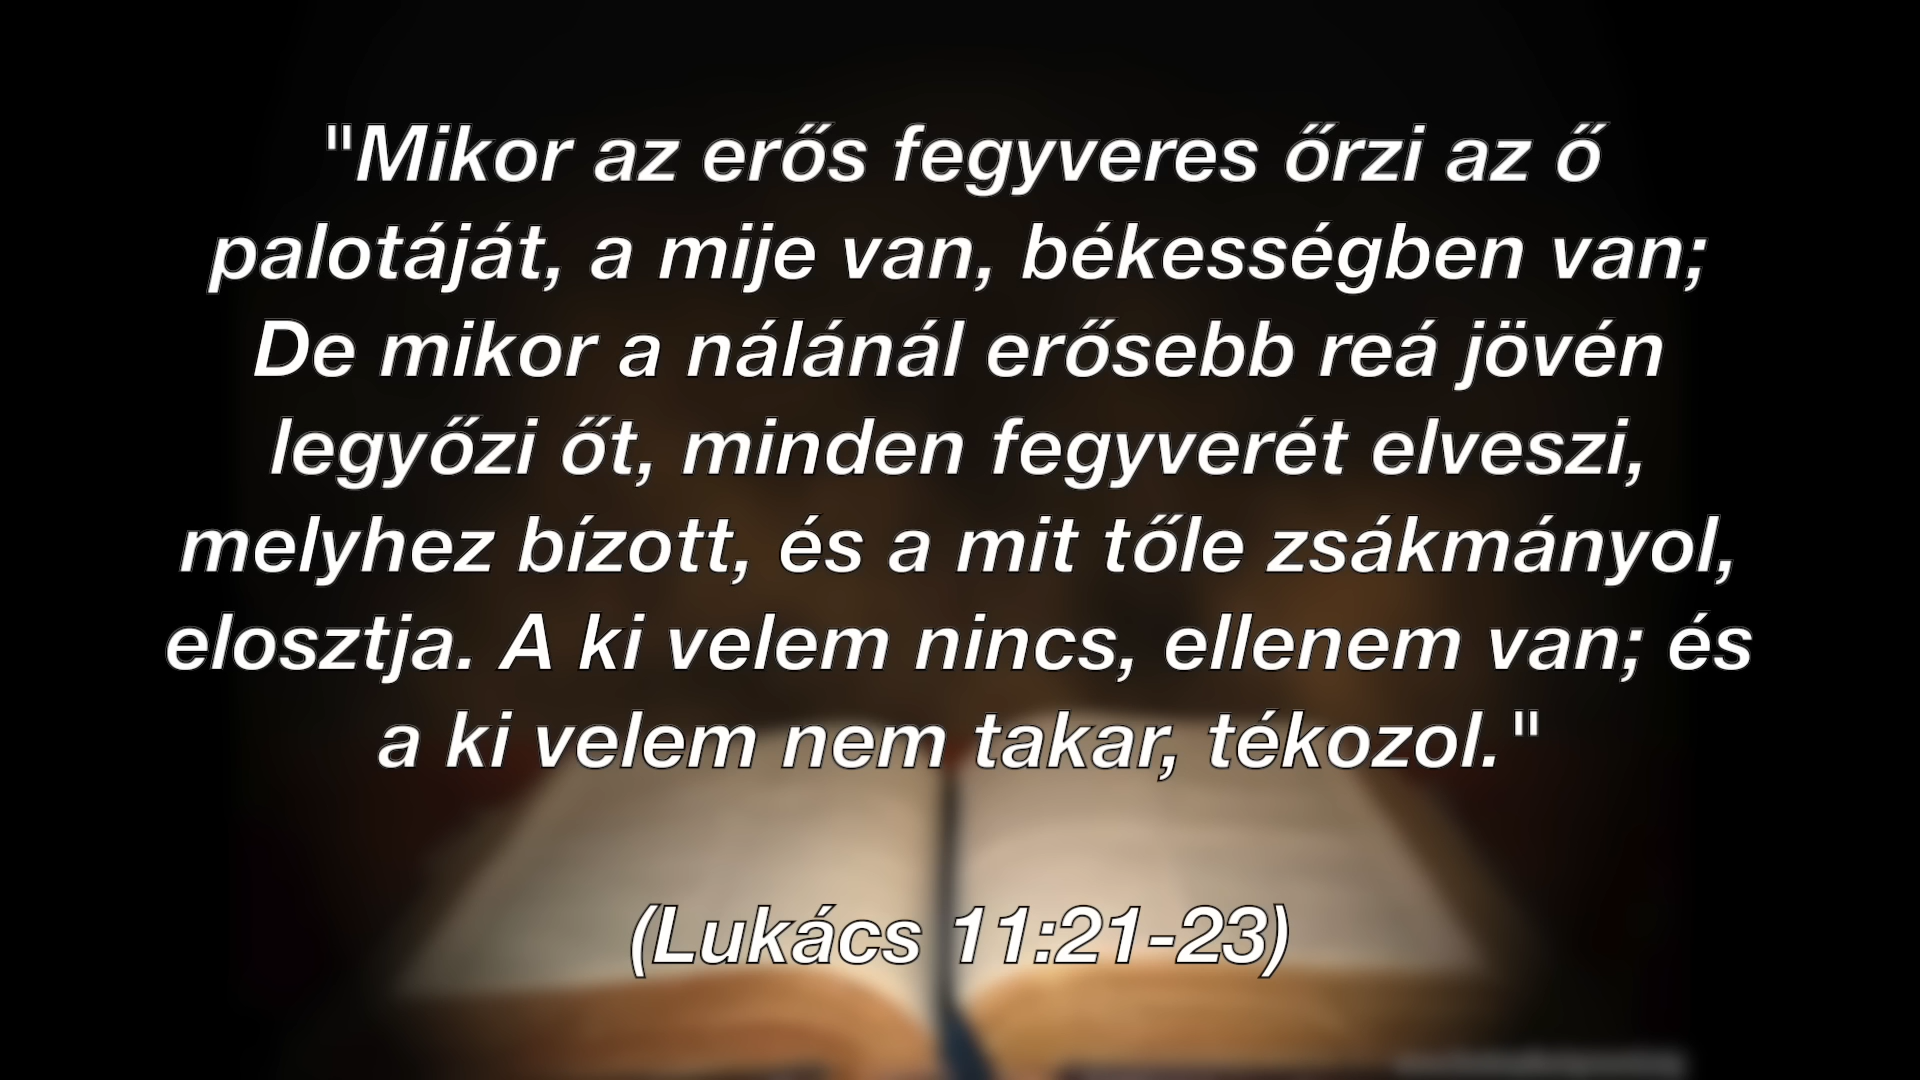 "Mikor az erős fegyveres őrzi az ő
palotáját, a mije van, békességben van;
De mikor a nálánál erősebb reá jövén
legyőzi őt, minden fegyverét elveszi,
melyhez bízott, és a mit tőle zsákmányol,
elosztja. A ki velem nincs, ellenem van; és
a ki velem nem takar, tékozol."
(Lukács 11:21-23)